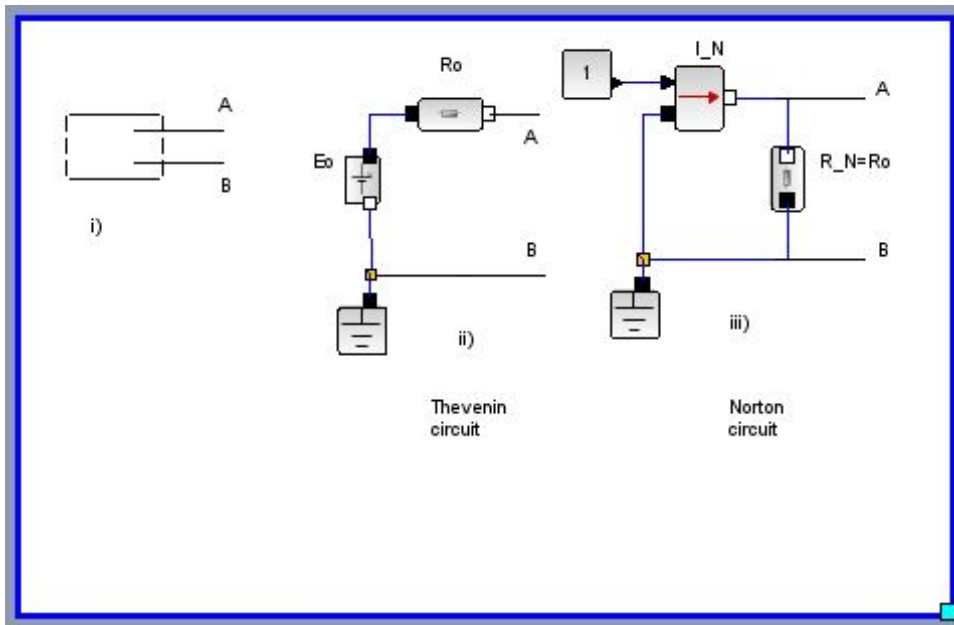 A
B
i)
Ro
Eo
A
B
ii)
Thevenin
circuit
1
I_N
A
R_N=Ro
B
iii)
Norton
circuit